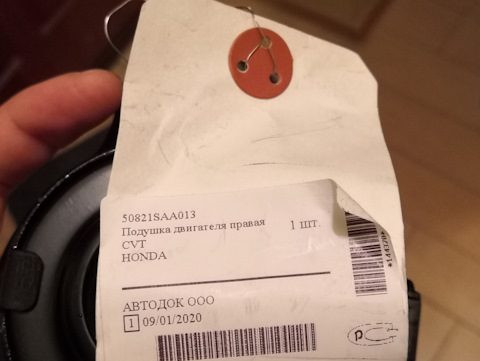 50821SAA013
Подушка двигателя правая 1 ШТ.
CVT
HONDA
АВТОДОК ООО
1 09/01/2020